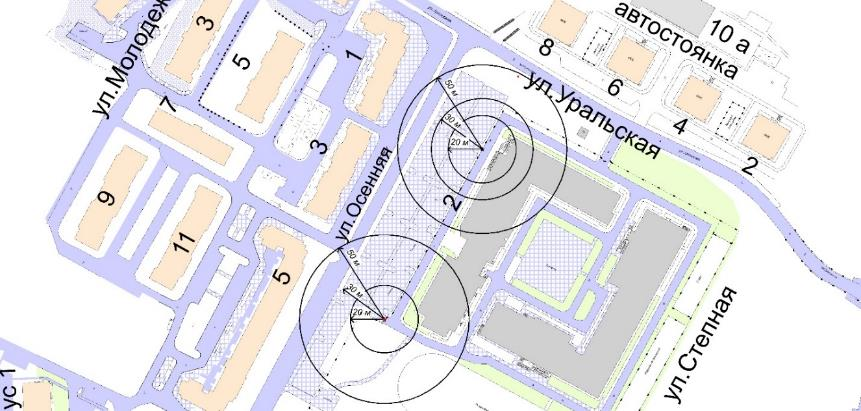 ул.Молодеж
3
5
1
7
3
9
11
5
ул.Осенняя
2
50 м
30 м
20 м
50 м
30 м
20 м
ул.Уральская
автостоянка
10 а
8
6
4
2
ул.Степная
ус 1